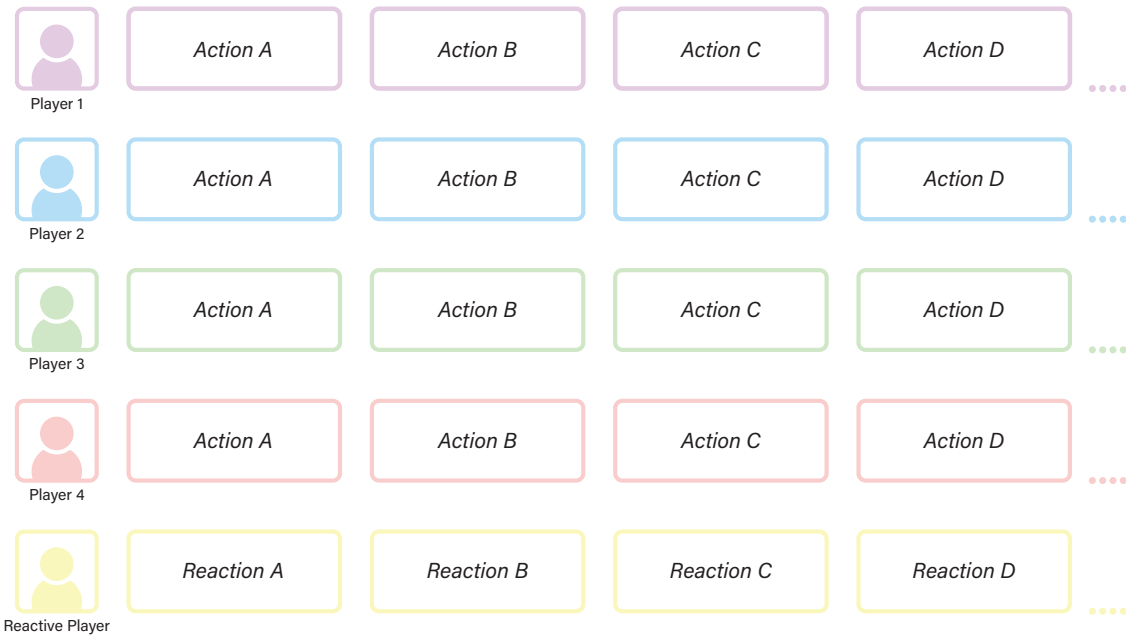 Action A
Action B
Action C
Action D
Player 1
Action A
Action B
Action C
Action D
Player 2
Action A
Action B
Action C
Action D
Player 3
Action A
Action B
Action C
Action D
Player 4
Reaction A
Reaction B
Reaction C
Reaction D
Reactive Player